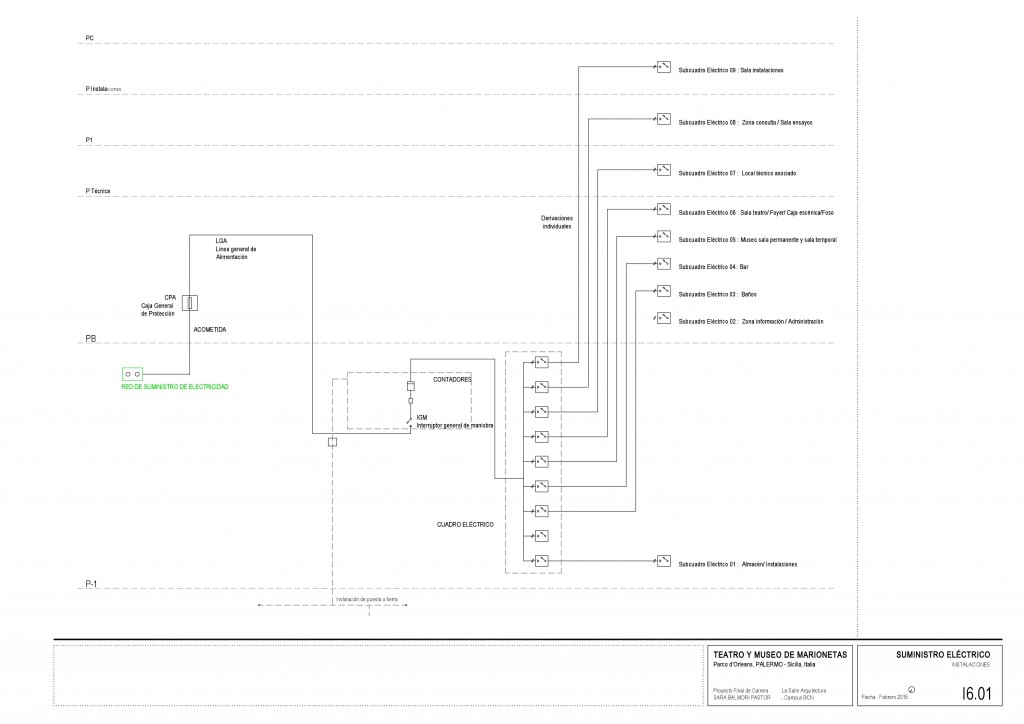 PC
Subcuadro Eléctrico 09 : Sala instalaciones
P Instalaciones
Subcuadro Eléctrico 08 : Zona consulta / Sala ensayos
P1
Subcuadro Eléctrico 07 : Local técnico asociado
P Técnica
Subcuadro Eléctrico 06 : Sala teatro/ Foyer/ Caja escénica/Foso
Derivaciones
individuales
Subcuadro Eléctrico 05 : Museo sala permanente y sala temporal
LGA
Linea general de
Alimentación
Subcuadro Eléctrico 04 : Bar
Subcuadro Eléctrico 03 : Baños
CPA
Caja General
de Protección
Subcuadro Eléctrico 02 : Zona información / Administración
ACOMETIDA
PB
RED DE SUMINISTRO DE ELECTRICIDAD
CONTADORES
IGM
Interruptor general de maniobra
CUADRO ELÉCTRICO
Subcuadro Eléctrico 01 : Almacén/ Instalaciones
P-1
Instalación de puesta a tierra
TEATRO Y MUSEO DE MARIONETAS
Parco d'Orleans, PALERMO - Sicilia, Italia
Proyecto Final de Carrera La Salle Arquitectura
SARA BALMORI PASTOR - Campus BCN
SUMINISTRO ELÉCTRICO
INSTALACIONES
Fecha Febrero 2015
I6.01